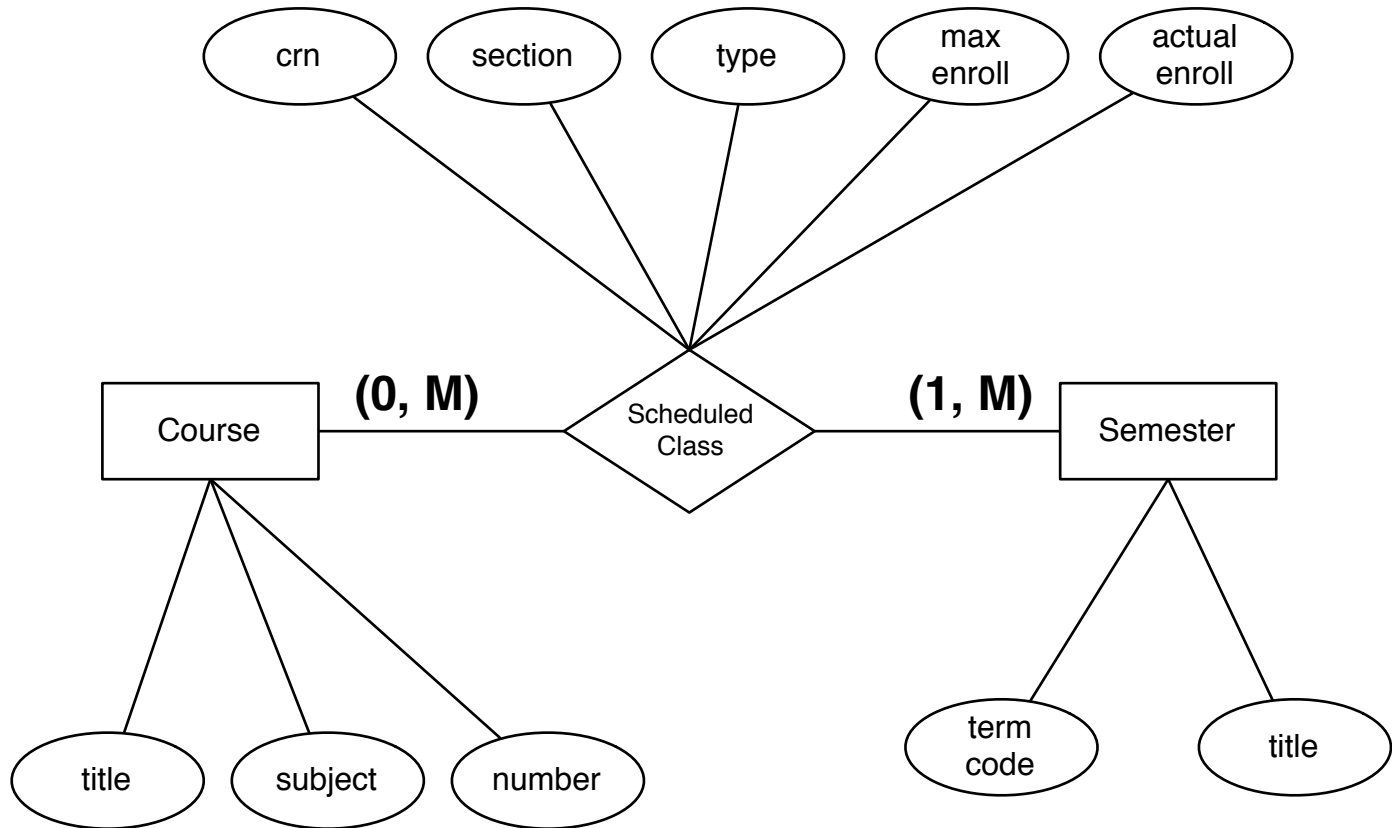 crn
section
type
max
enroll
actual
enroll
(0, M)
(1, M)
Course
Scheduled
Class
Semester
title
subject
number
term
code
title